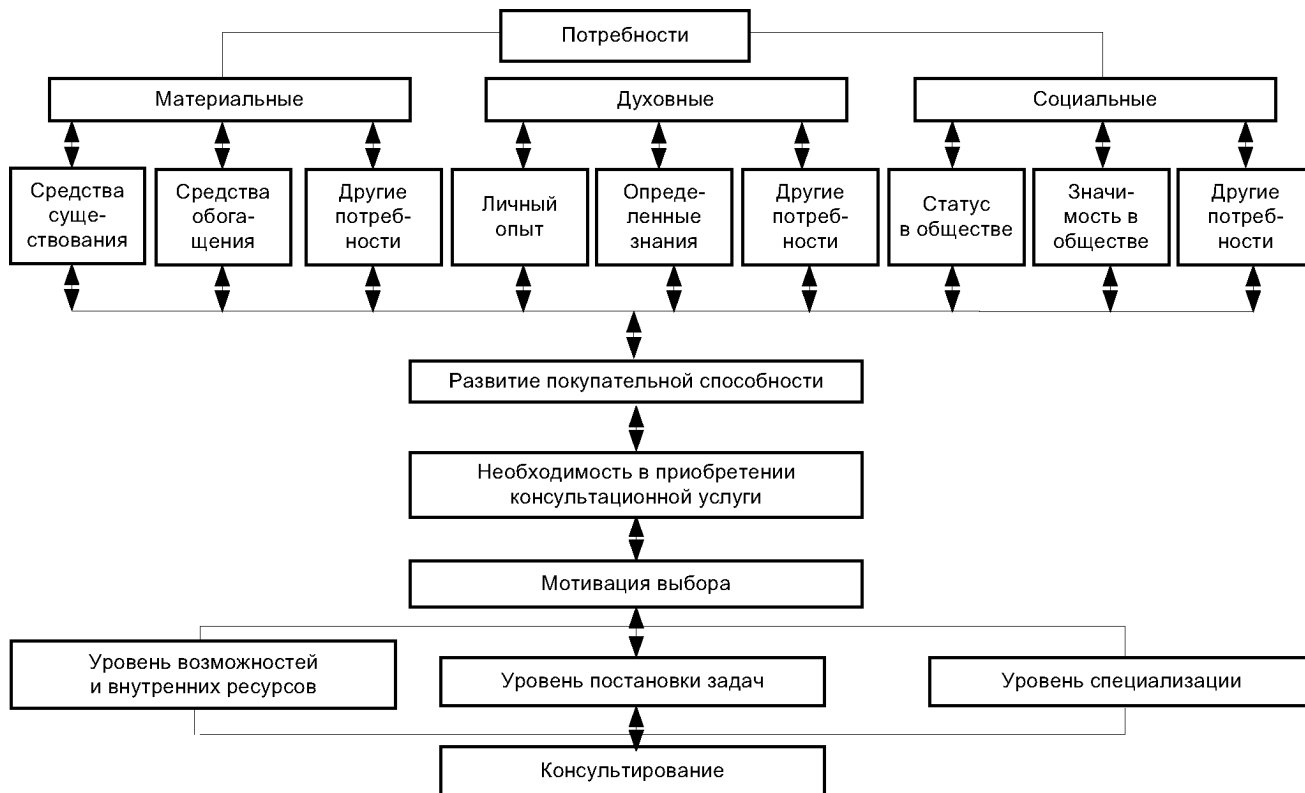 Потребности
Материальные
Духовные
Социальные
Средства
суще-
ствования
Средства
обога-
щения
Другие
потреб-
ности
Личный
опыт
Опреде-
ленные
знания
Другие
потреб-
ности
Статус
в обществе
Значи-
мость в
обществе
Другие
потреб-
ности
Развитие покупательной способности
Необходимость в приобретении
консультационной услуги
Мотивация выбора
Уровень возможностей
и внутренних ресурсов
Уровень постановки задач
Уровень специализации
Консультирование